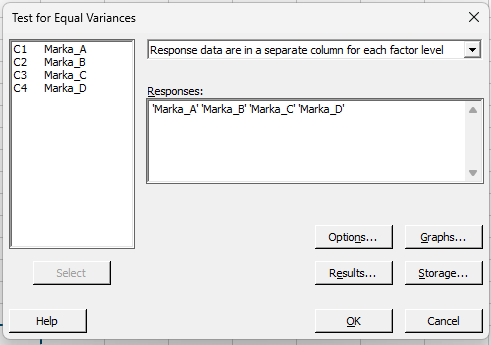 Test for Equal Variances
C1 Marka_A
C2 Marka_B
C3 Marka_C
C4 Marka_D
Response data are in a separate column for each factor level
Responses:
'Marka_A' 'Marka_B' 'Marka_C' 'Marka_D'
Options... Graphs...
Select Results... Storage...
Help OK Cancel